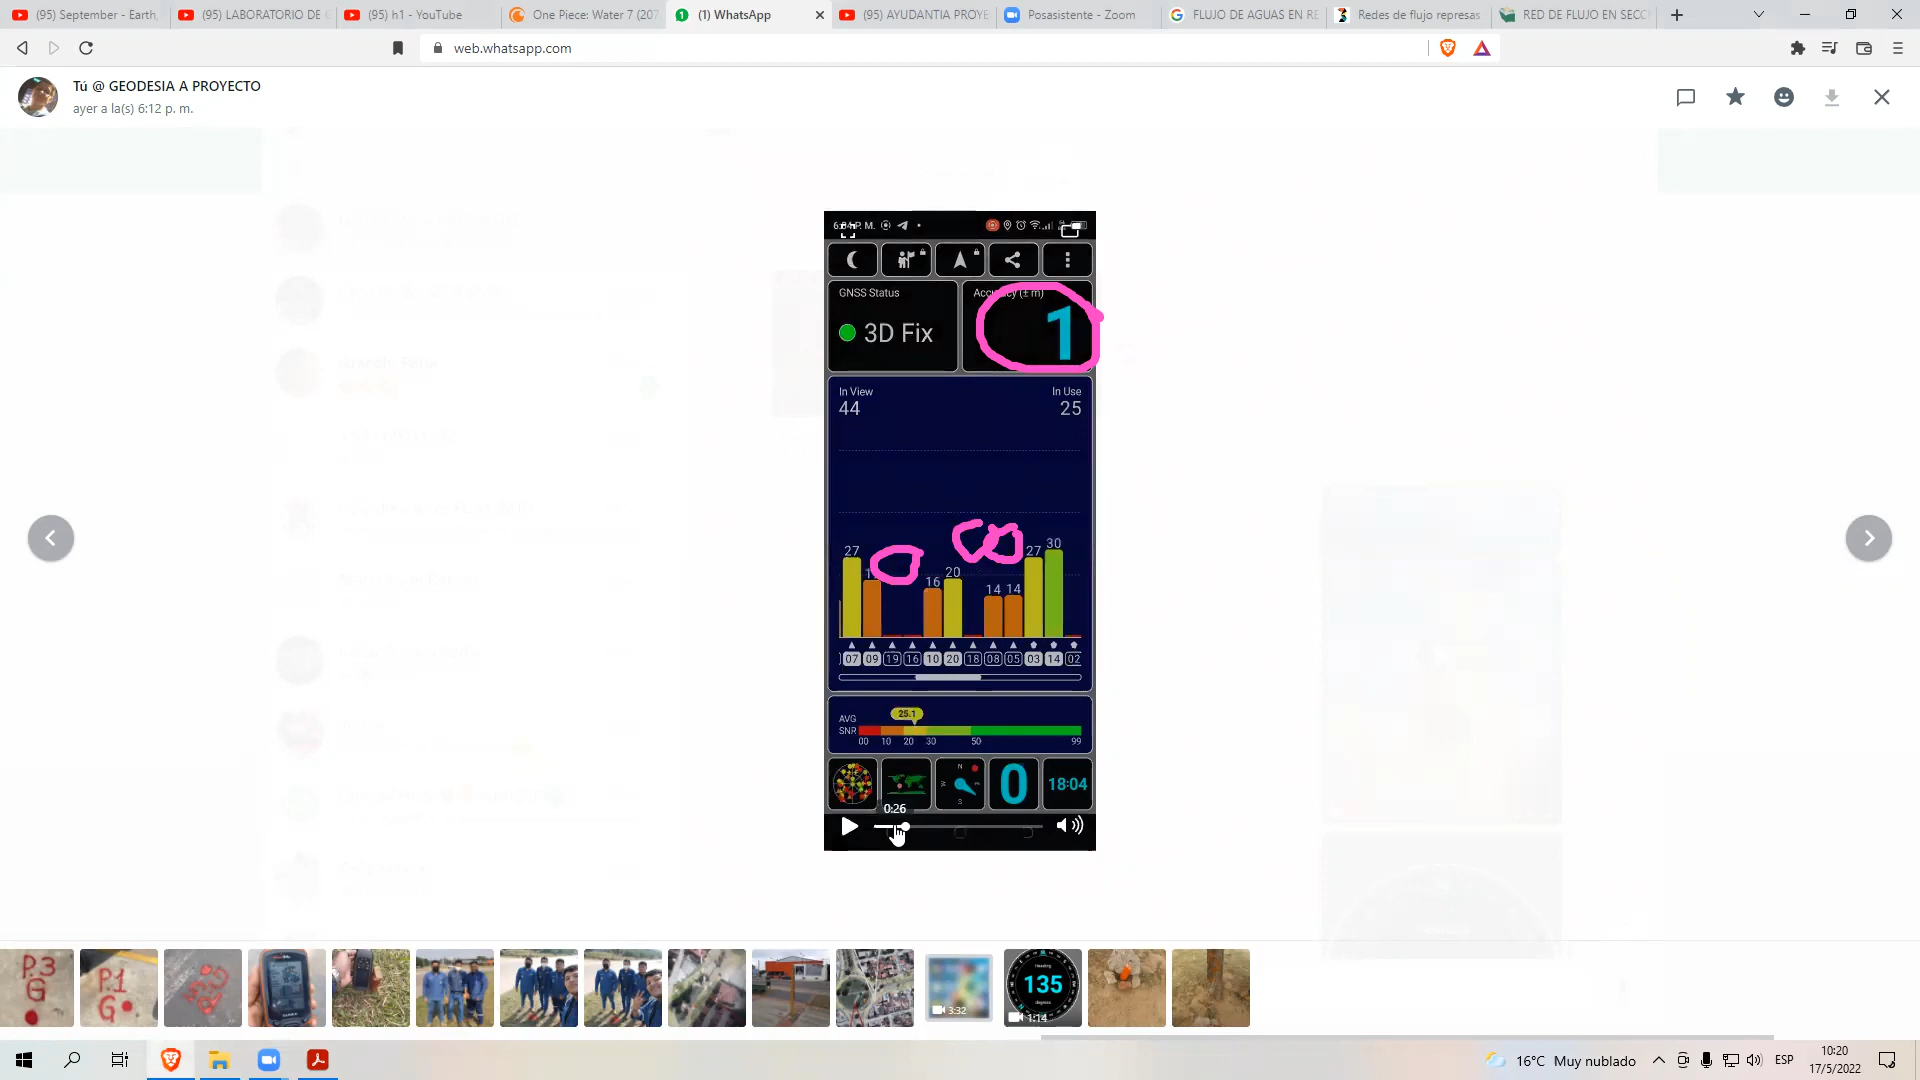 (95) September - Earth,
(95) LABORATORIO DE
(95) h1 - YouTube
One Piece: Water 7 (207
(1) WhatsApp
(95) AYUDANTIA PROYE
Posasistente - Zoom
FLUJO DE AGUAS EN RE
Redes de flujo represas
RED DE FLUJO EN SECC
web.whatsapp.com
Tú @ GEODESIA A PROYECTO
ayer a la(s) 6:12 p. m.
GNSS Status
3D Fix
Accuracy (± m)
1
In View
44
In Use
25
27
16
20
14
14
27
30
07 09 19 16 10 20 18 08 05 03 14 02
AVG
SNR
25.1
00 10 20 30 50 99
N
W
S
0
18:04
0:26
P.3
G
P.1
G
3:32
Heading
135
degrees
1:14
16°C Muy nublado
ESP
10:20
17/5/2022